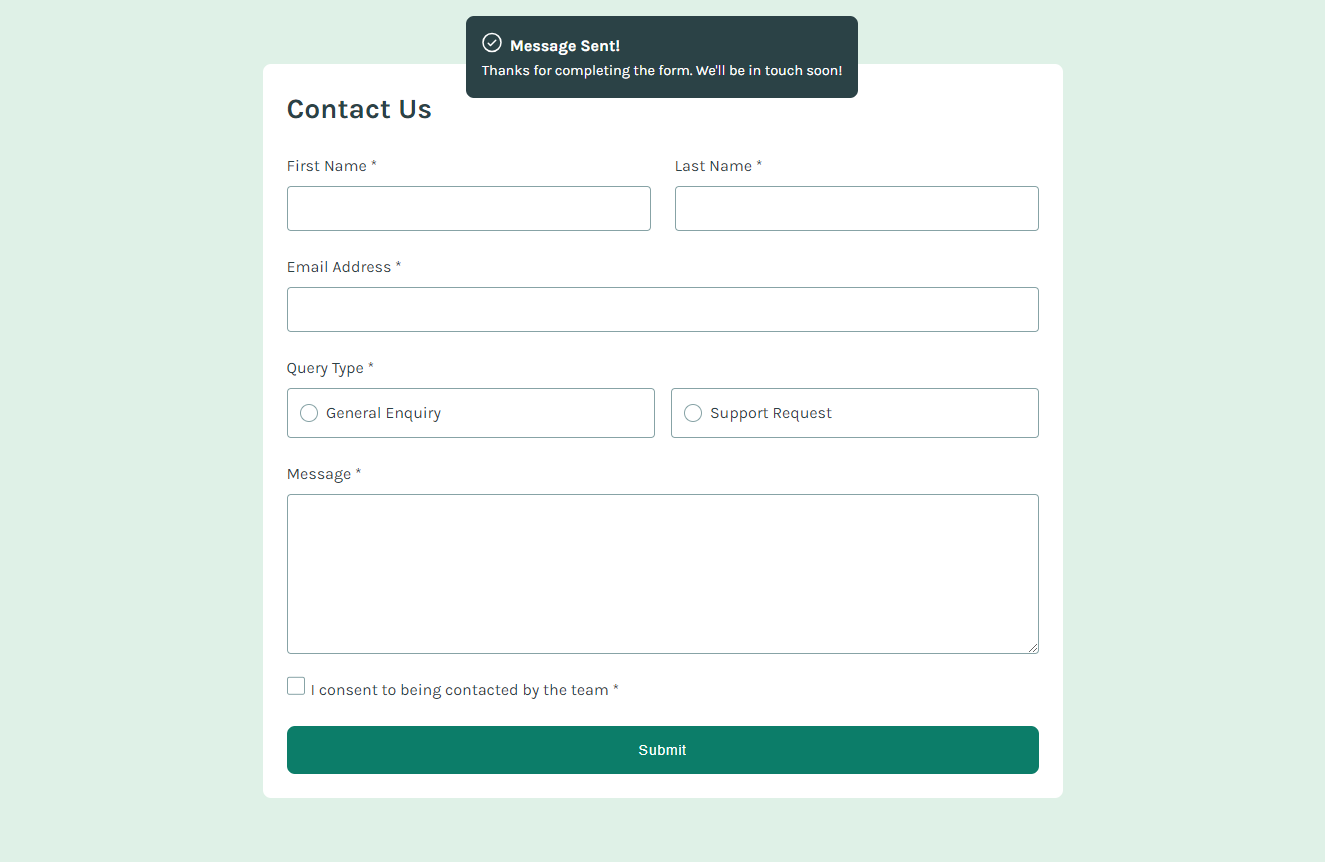 Message Sent!
Thanks for completing the form. We'll be in touch soon!
Contact Us
First Name *
Last Name *
Email Address *
Query Type *
General Enquiry
Support Request
Message *
I consent to being contacted by the team *
Submit